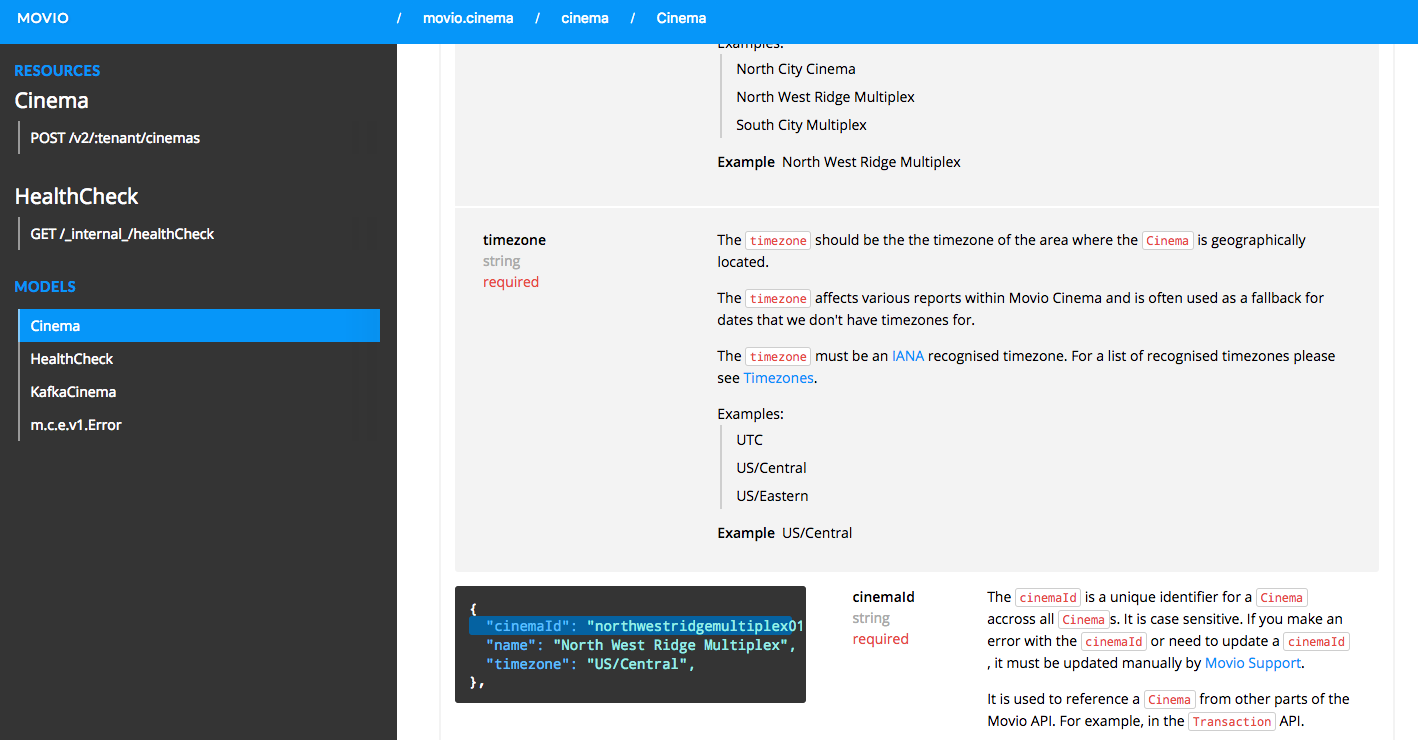 MOVIO / movio.cinema / cinema / Cinema
RESOURCES
Cinema
POST /v2/:tenant/cinemas
HealthCheck
GET /_internal_/healthCheck
MODELS
Cinema
HealthCheck
KafkaCinema
m.c.e.v1.Error
Examples:
North City Cinema
North West Ridge Multiplex
South City Multiplex
Example North West Ridge Multiplex
timezone
string
required
The timezone should be the the timezone of the area where the Cinema is geographically
located.
The timezone affects various reports within Movio Cinema and is often used as a fallback for
dates that we don't have timezones for.
The timezone must be an IANA recognised timezone. For a list of recognised timezones please
see Timezones.
Examples:
UTC
US/Central
US/Eastern
Example US/Central
{
"cinemaId": "northwestridgemultiplex01
"name": "North West Ridge Multiplex",
"timezone": "US/Central",
},
cinemaId
string
required
The cinemaId is a unique identifier for a Cinema
accross all Cinemas. It is case sensitive. If you make an
error with the cinemaId or need to update a cinemaId
, it must be updated manually by Movio Support.
It is used to reference a Cinema from other parts of the
Movio API. For example, in the Transaction API.